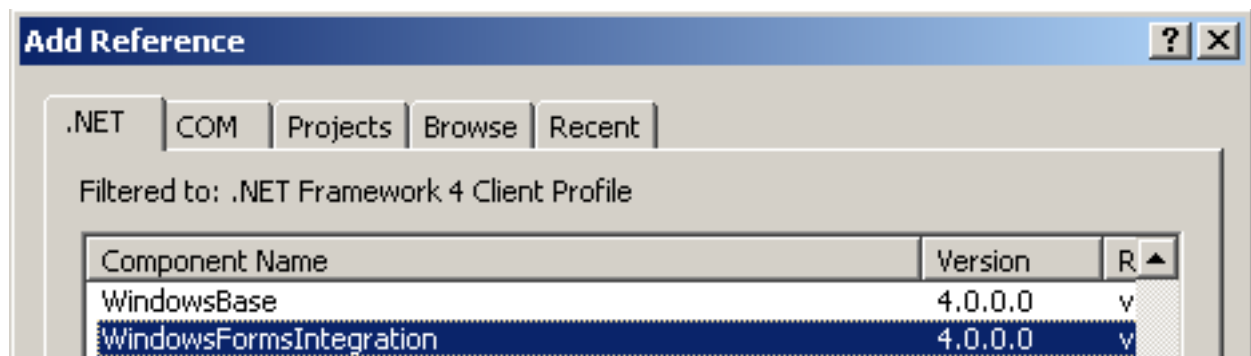 Add Reference
.NET COM Projects Browse Recent
Filtered to: .NET Framework 4 Client Profile
Component Name Version R
WindowsBase 4.0.0.0 v
WindowsFormsIntegration 4.0.0.0 v